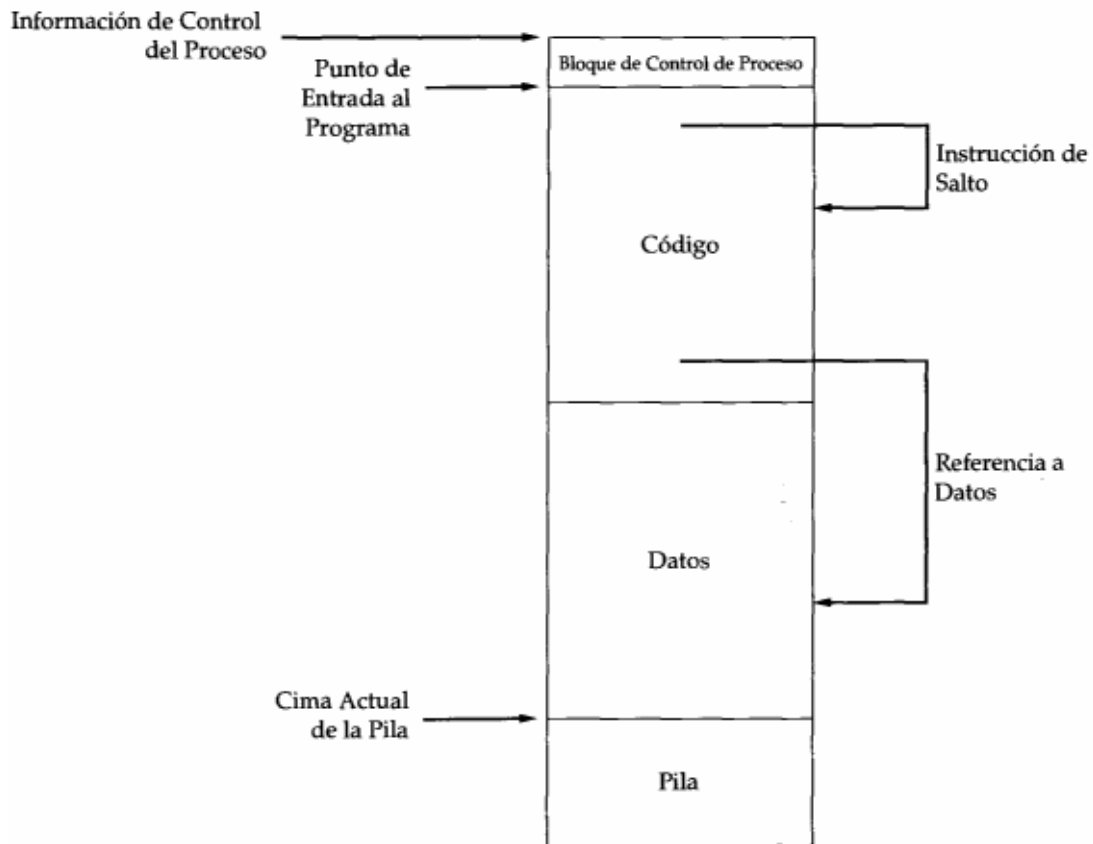 Información de Control
del Proceso
Bloque de Control de Proceso
Punto de
Entrada al
Programa
Instrucción de
Salto
Código
Referencia a
Datos
Datos
Cima Actual
de la Pila
Pila